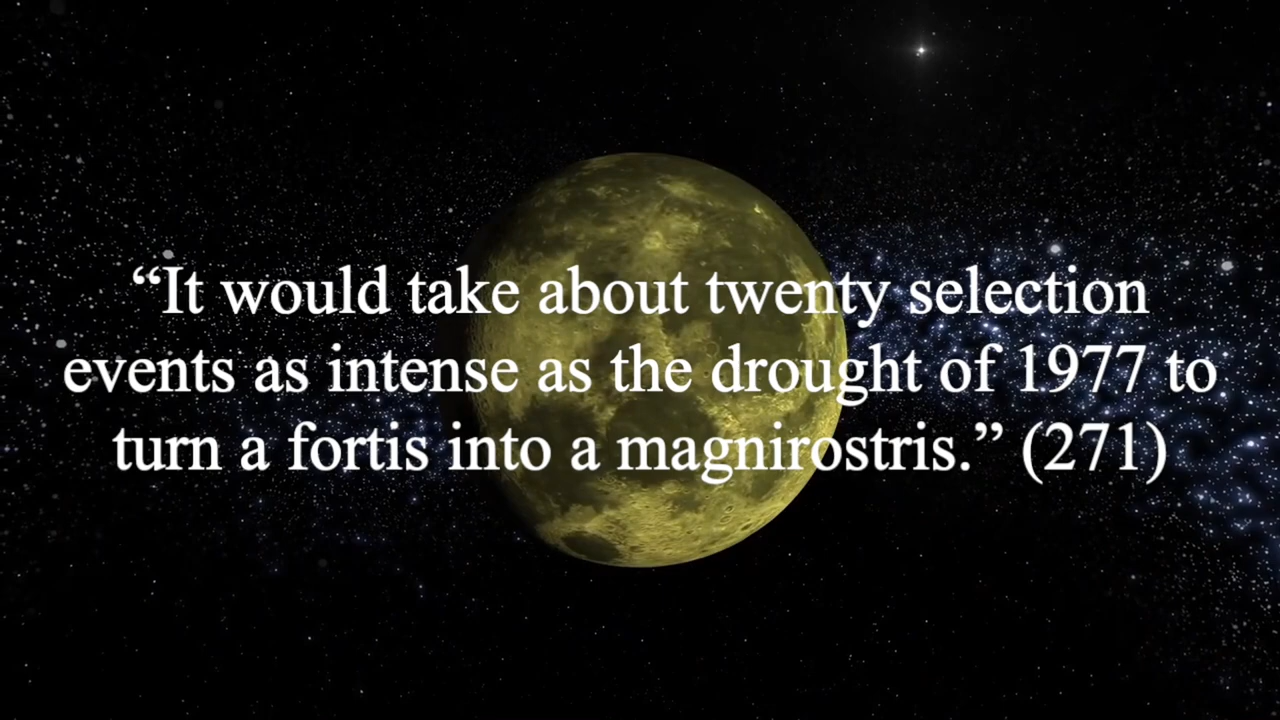 “It would take about twenty selection
events as intense as the drought of 1977 to
turn a fortis into a magnirostris.” (271)